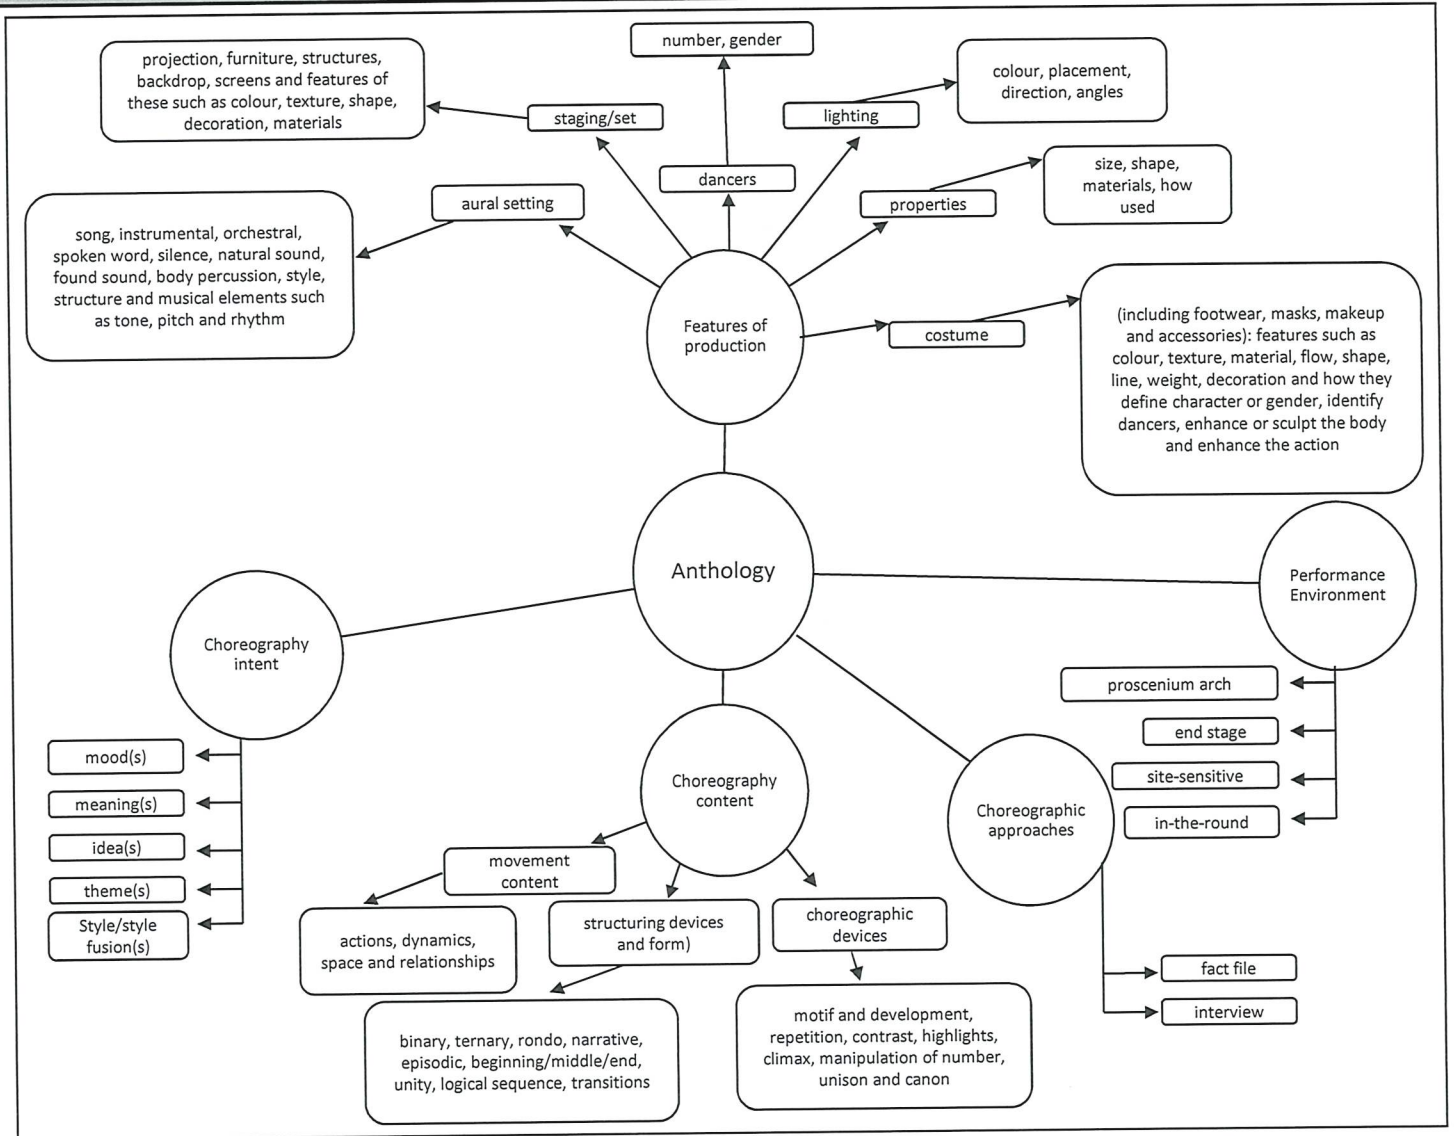 number, gender
projection, furniture, structures,
backdrop, screens and features of
these such as colour, texture, shape,
decoration, materials
staging/set
lighting
colour, placement,
direction, angles
dancers
aural setting
properties
size, shape,
materials, how
used
song, instrumental, orchestral,
spoken word, silence, natural sound,
found sound, body percussion, style,
structure and musical elements such
as tone, pitch and rhythm
Features of
production
costume
(including footwear, masks, makeup
and accessories): features such as
colour, texture, material, flow, shape,
line, weight, decoration and how they
define character or gender, identify
dancers, enhance or sculpt the body
and enhance the action
Anthology
Performance
Environment
proscenium arch
end stage
site-sensitive
in-the-round
Choreography
intent
mood(s)
meaning(s)
idea(s)
theme(s)
Style/style
fusion(s)
Choreography
content
movement
content
actions, dynamics,
space and relationships
structuring devices
and form)
binary, ternary, rondo, narrative,
episodic, beginning/middle/end,
unity, logical sequence, transitions
choreographic
devices
motif and development,
repetition, contrast, highlights,
climax, manipulation of number,
unison and canon
Choreographic
approaches
fact file
interview